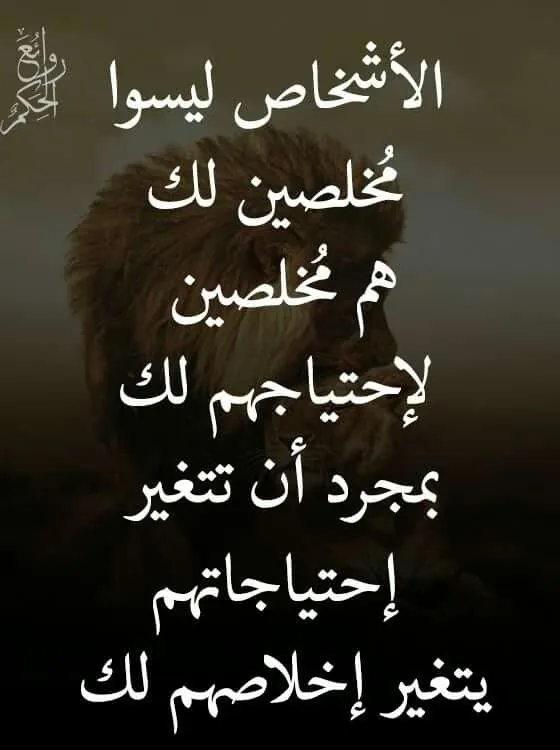 روائع
الحكم
الأشخاص ليسوا
مُخلصين لك
هم مُخلصين
لإحتياجهم لك
بمجرد أن تتغير
إحتياجاتهم
يتغير إخلاصهم لك